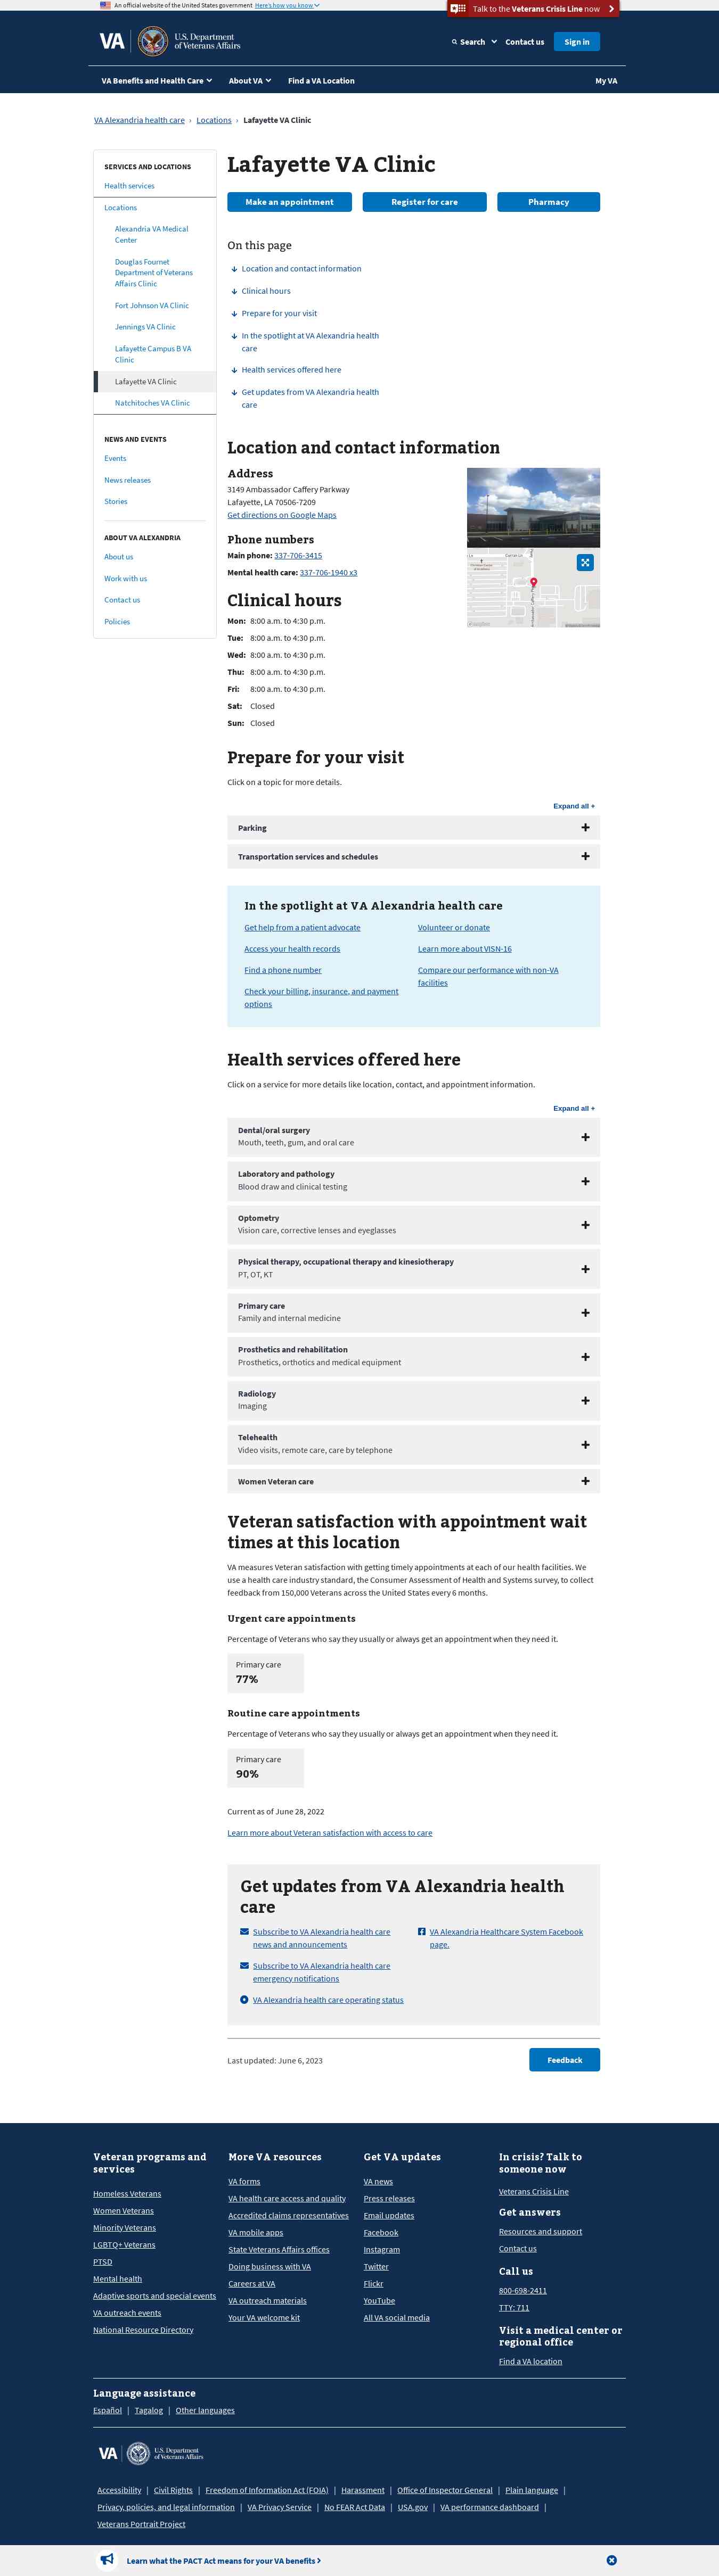 An official website of the United States government Here's how you know
Talk to the Veterans Crisis Line now
VA
U.S. Department
of Veterans Affairs
Search
Contact us
Sign in
VA Benefits and Health Care
About VA
Find a VA Location
My VA
VA Alexandria health care › Locations › Lafayette VA Clinic
SERVICES AND LOCATIONS
Health services
Locations
Alexandria VA Medical
Center
Douglas Fournet
Department of Veterans
Affairs Clinic
Fort Johnson VA Clinic
Jennings VA Clinic
Lafayette Campus B VA
Clinic
Lafayette VA Clinic
Natchitoches VA Clinic
NEWS AND EVENTS
Events
News releases
Stories
ABOUT VA ALEXANDRIA
About us
Work with us
Contact us
Policies
Lafayette VA Clinic
Make an appointment
Register for care
Pharmacy
On this page
Location and contact information
Clinical hours
Prepare for your visit
In the spotlight at VA Alexandria health
care
Health services offered here
Get updates from VA Alexandria health
care
Location and contact information
Address
3149 Ambassador Caffery Parkway
Lafayette, LA 70506-7209
Get directions on Google Maps
Phone numbers
Main phone: 337-706-3415
Mental health care: 337-706-1940 x3
Clinical hours
Mon: 8:00 a.m. to 4:30 p.m.
Tue: 8:00 a.m. to 4:30 p.m.
Wed: 8:00 a.m. to 4:30 p.m.
Thu: 8:00 a.m. to 4:30 p.m.
Fri: 8:00 a.m. to 4:30 p.m.
Sat: Closed
Sun: Closed
Prepare for your visit
Click on a topic for more details.
Expand all +
Parking
Transportation services and schedules
In the spotlight at VA Alexandria health care
Get help from a patient advocate
Access your health records
Find a phone number
Check your billing, insurance, and payment
options
Volunteer or donate
Learn more about VISN-16
Compare our performance with non-VA
facilities
Health services offered here
Click on a service for more details like location, contact, and appointment information.
Expand all +
Dental/oral surgery
Mouth, teeth, gum, and oral care
Laboratory and pathology
Blood draw and clinical testing
Optometry
Vision care, corrective lenses and eyeglasses
Physical therapy, occupational therapy and kinesiotherapy
PT, OT, KT
Primary care
Family and internal medicine
Prosthetics and rehabilitation
Prosthetics, orthotics and medical equipment
Radiology
Imaging
Telehealth
Video visits, remote care, care by telephone
Women Veteran care
Veteran satisfaction with appointment wait
times at this location
VA measures Veteran satisfaction with getting timely appointments at each of our health facilities. We
use a health care industry standard, the Consumer Assessment of Health and Systems survey, to collect
feedback from 150,000 Veterans across the United States every 6 months.
Urgent care appointments
Percentage of Veterans who say they usually or always get an appointment when they need it.
Primary care
77%
Routine care appointments
Percentage of Veterans who say they usually or always get an appointment when they need it.
Primary care
90%
Current as of June 28, 2022
Learn more about Veteran satisfaction with access to care
Get updates from VA Alexandria health
care
Subscribe to VA Alexandria health care
news and announcements
Subscribe to VA Alexandria health care
emergency notifications
VA Alexandria health care operating status
VA Alexandria Healthcare System Facebook
page.
Last updated: June 6, 2023
Feedback
Veteran programs and
services
Homeless Veterans
Women Veterans
Minority Veterans
LGBTQ+ Veterans
PTSD
Mental health
Adaptive sports and special events
VA outreach events
National Resource Directory
More VA resources
VA forms
VA health care access and quality
Accredited claims representatives
VA mobile apps
State Veterans Affairs offices
Doing business with VA
Careers at VA
VA outreach materials
Your VA welcome kit
Get VA updates
VA news
Press releases
Email updates
Facebook
Instagram
Twitter
Flickr
YouTube
All VA social media
In crisis? Talk to
someone now
Veterans Crisis Line
Get answers
Resources and support
Contact us
Call us
800-698-2411
TTY: 711
Visit a medical center or
regional office
Find a VA location
Language assistance
Español | Tagalog | Other languages
VA
U.S. Department
of Veterans Affairs
Accessibility | Civil Rights | Freedom of Information Act (FOIA) | Harassment | Office of Inspector General | Plain language |
Privacy, policies, and legal information | VA Privacy Service | No FEAR Act Data | USA.gov | VA performance dashboard |
Veterans Portrait Project
Learn what the PACT Act means for your VA benefits